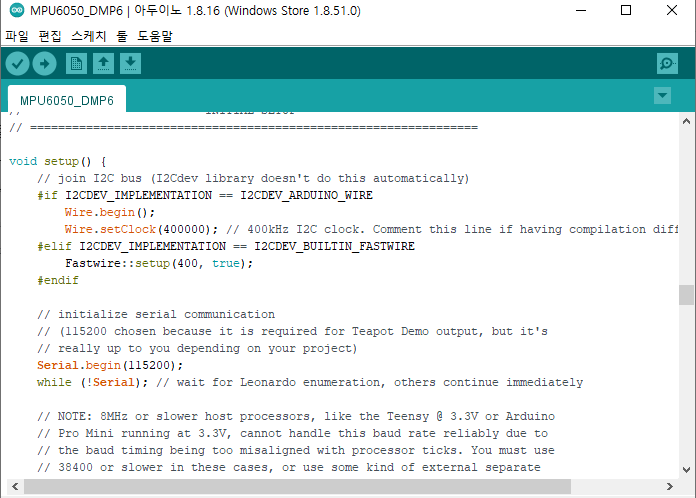 MPU6050_DMP6 | 아두이노 1.8.16 (Windows Store 1.8.51.0)
파일 편집 스케치 툴 도움말
MPU6050_DMP6
// ================================================================
void setup() {
// join I2C bus (I2Cdev library doesn't do this automatically)
#if I2CDEV_IMPLEMENTATION == I2CDEV_ARDUINO_WIRE
Wire.begin();
Wire.setClock(400000); // 400kHz I2C clock. Comment this line if having compilation diff
#elif I2CDEV_IMPLEMENTATION == I2CDEV_BUILTIN_FASTWIRE
Fastwire::setup(400, true);
#endif
// initialize serial communication
// (115200 chosen because it is required for Teapot Demo output, but it's
// really up to you depending on your project)
Serial.begin(115200);
while (!Serial); // wait for Leonardo enumeration, others continue immediately
// NOTE: 8MHz or slower host processors, like the Teensy @ 3.3V or Arduino
// Pro Mini running at 3.3V, cannot handle this baud rate reliably due to
// the baud timing being too misaligned with processor ticks. You must use
// 38400 or slower in these cases, or use some kind of external separate